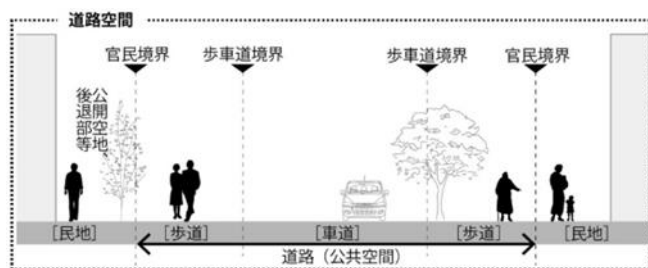 道路空間
官民境界
歩車道境界
歩車道境界
官民境界
公開空地、
後退部等
[民地]
[歩道]
[車道]
[歩道]
[民地]
道路（公共空間）